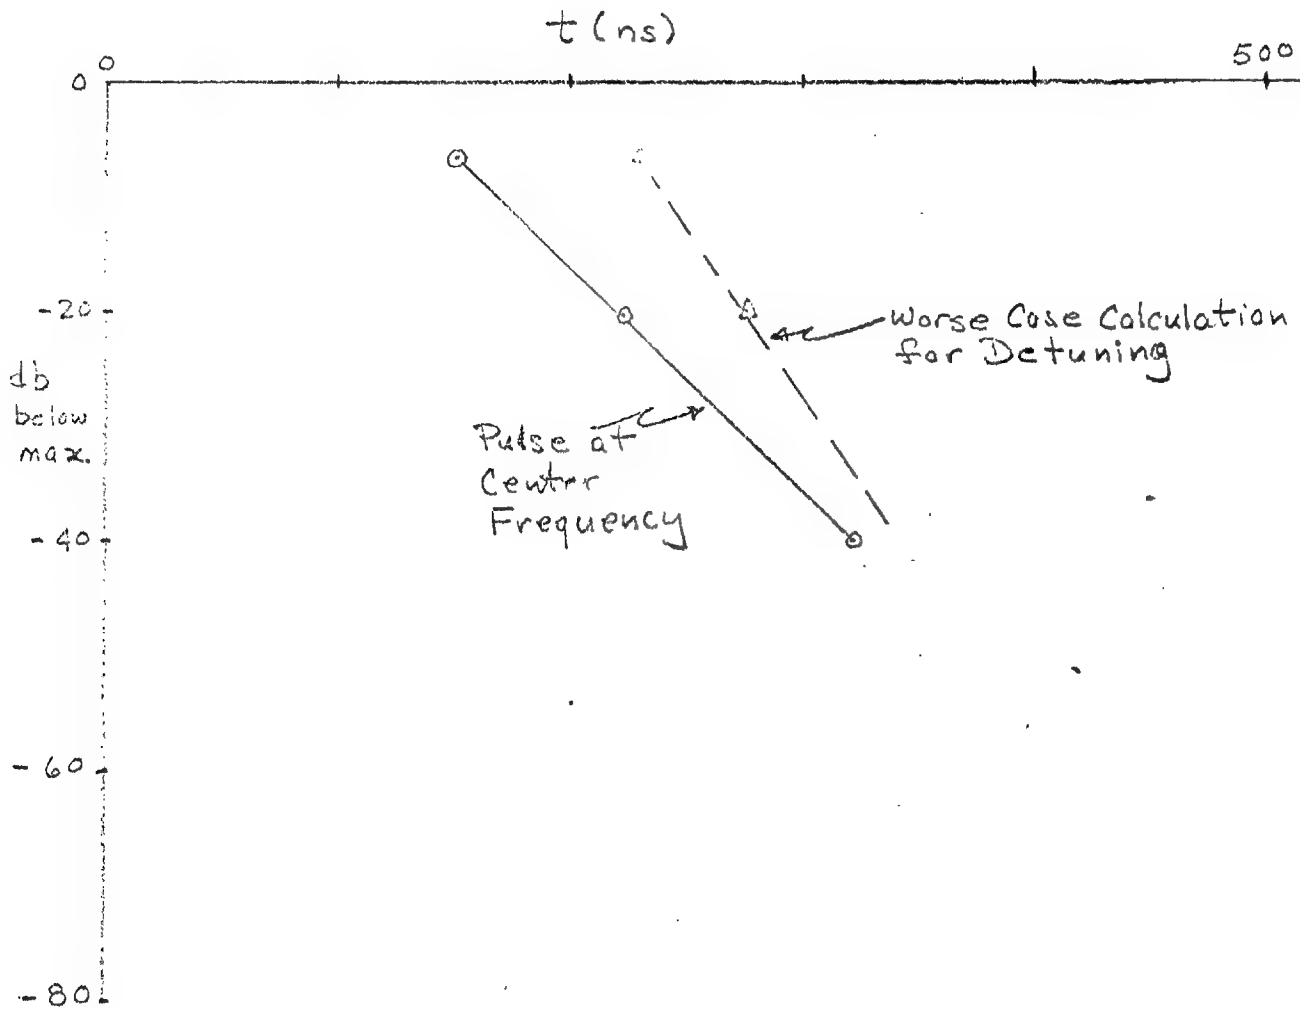 t (ns)
0
500
0
-20
-40
-60
-80
db
below
max.
Worse Case Calculation
for Detuning
Pulse at
Center
Frequency